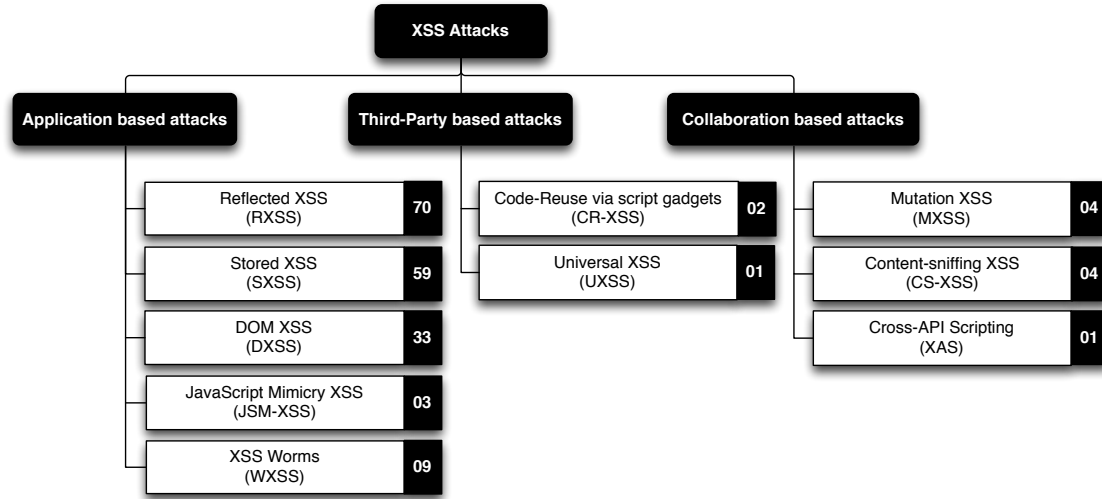 XSS Attacks
Application based attacks
Third-Party based attacks
Collaboration based attacks
Reflected XSS
(RXSS)
70
Stored XSS
(SXSS)
59
DOM XSS
(DXSS)
33
JavaScript Mimicry XSS
(JSM-XSS)
03
XSS Worms
(WXSS)
09
Code-Reuse via script gadgets
(CR-XSS)
02
Universal XSS
(UXSS)
01
Mutation XSS
(MXSS)
04
Content-sniffing XSS
(CS-XSS)
04
Cross-API Scripting
(XAS)
01